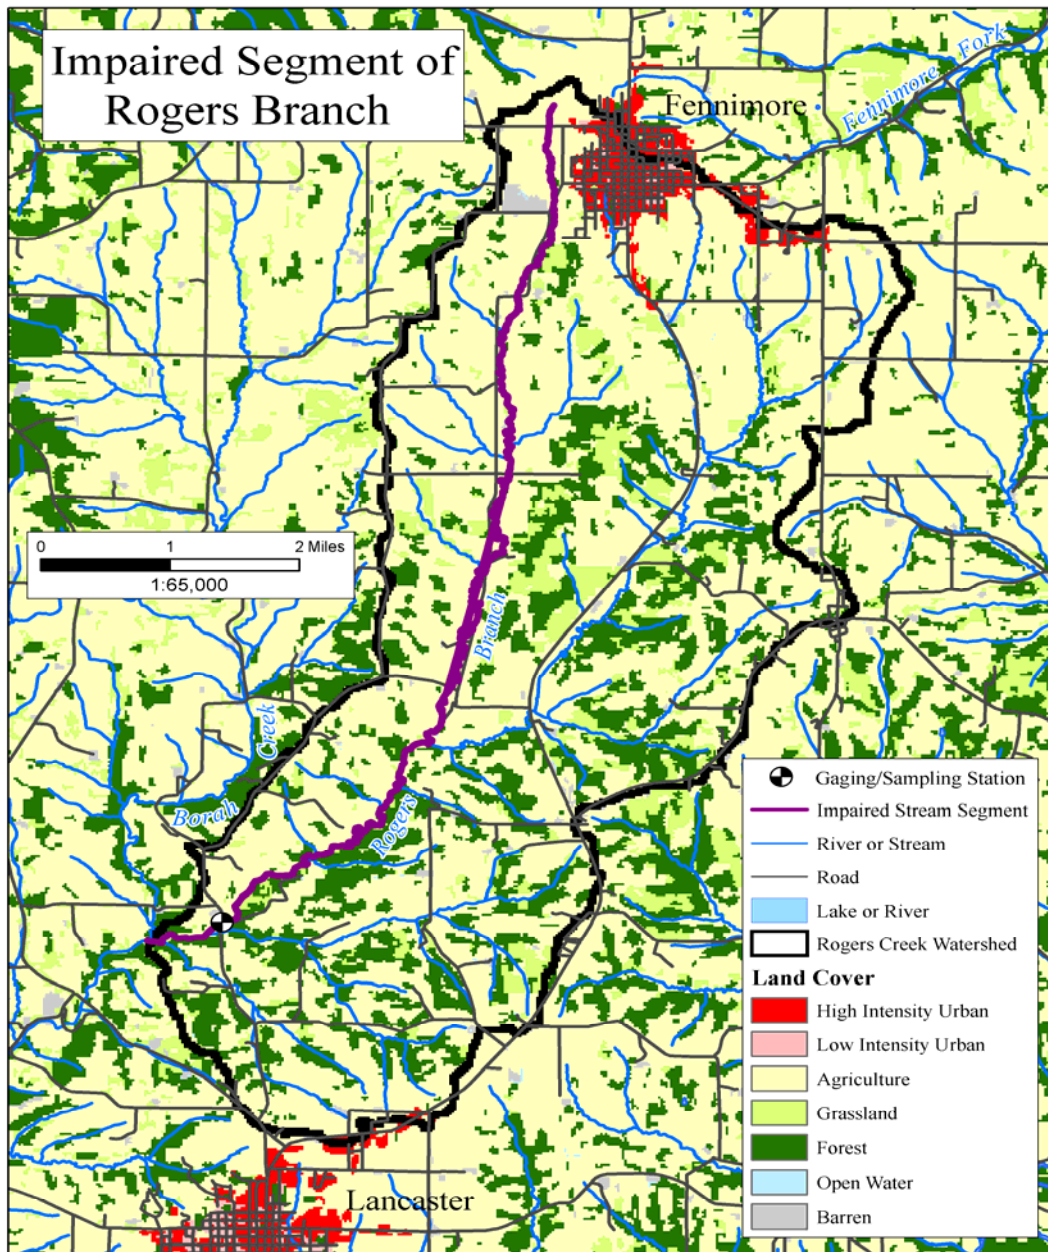 Impaired Segment of
Rogers Branch
Fennimore
Fennimore Fork
0 1 2 Miles
1:65,000
Branch
Creek
Borah
Rogers
Gaging/Sampling Station
Impaired Stream Segment
River or Stream
Road
Lake or River
Rogers Creek Watershed
Land Cover
High Intensity Urban
Low Intensity Urban
Agriculture
Grassland
Forest
Open Water
Barren
Lancaster